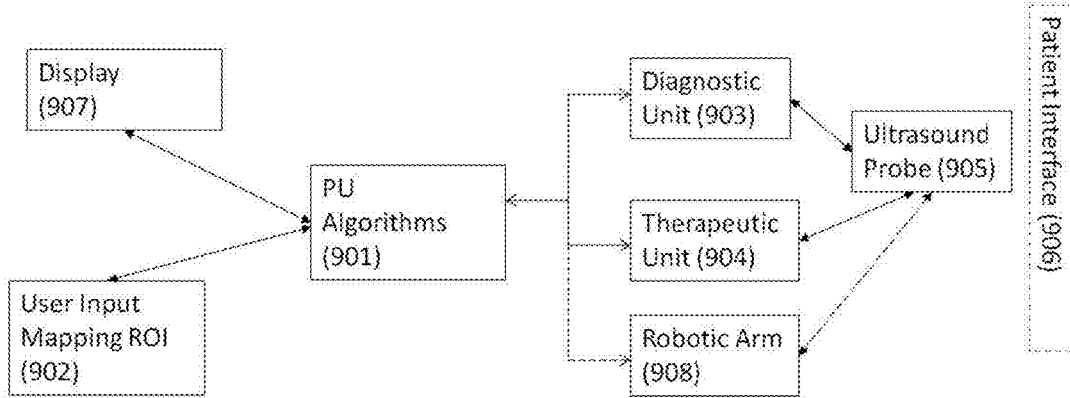 Display
(907)
User Input
Mapping ROI
(902)
PU
Algorithms
(901)
Diagnostic
Unit (903)
Therapeutic
Unit (904)
Robotic Arm
(908)
Ultrasound
Probe (905)
Patient Interface (906)